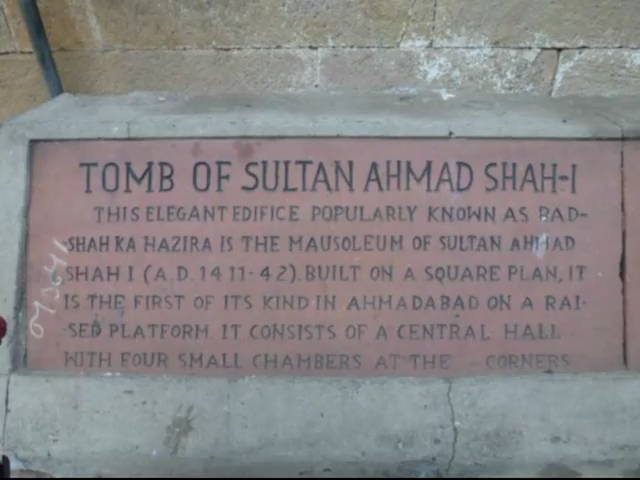 TOMB OF SULTAN AHMAD SHAH-I
THIS ELEGANT EDIFICE POPULARLY KNOWN AS BAD-
SHAH KA HAZIRA IS THE MAUSOLEUM OF SULTAN AHMAD
SHAH I (A.D. 1411-42). BUILT ON A SQUARE PLAN, IT
IS THE FIRST OF ITS KIND IN AHMADABAD ON A RAI-
SED PLATFORM IT CONSISTS OF A CENTRAL HALL
WITH FOUR SMALL CHAMBERS AT THE CORNERS